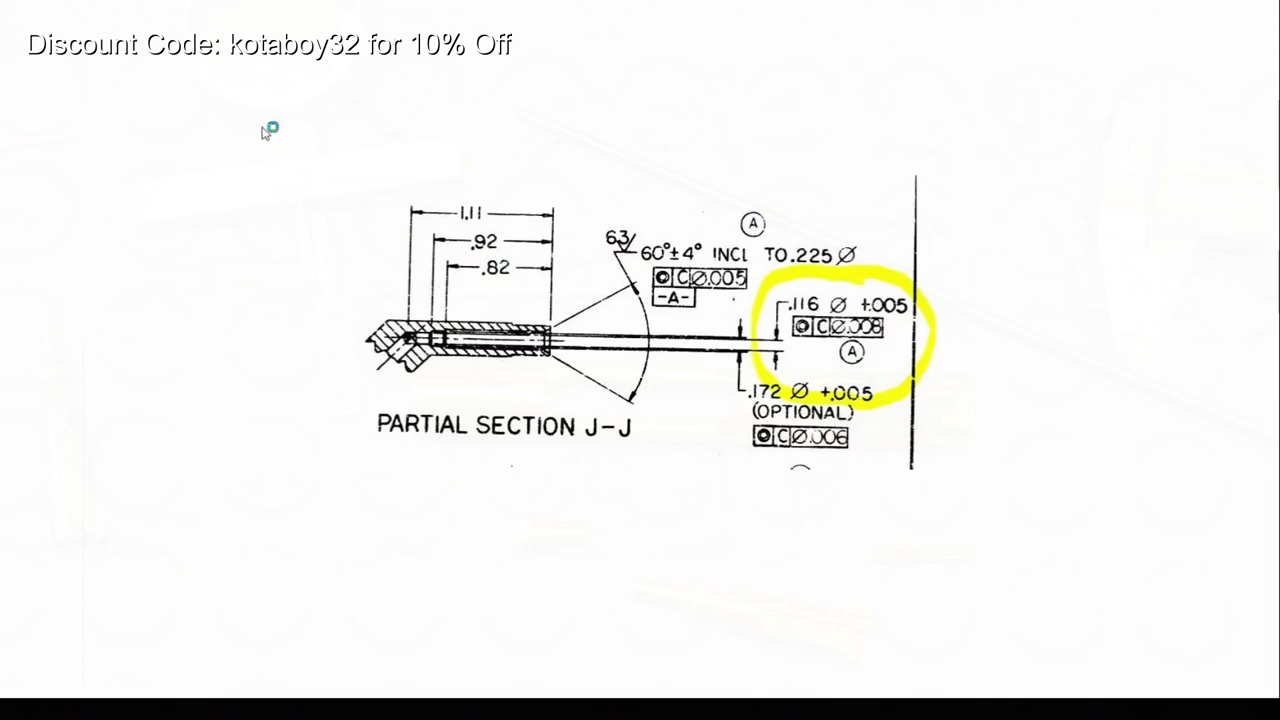 Discount Code: kotaboy32 for 10% Off
1.11
.92
.82
63
A
60°±4° INCL TO .225 Ø
◎ C Ø.005
-A-
.116 Ø +.005
◎ C Ø.008
A
.172 Ø +.005
(OPTIONAL)
◎ C Ø.006
PARTIAL SECTION J-J